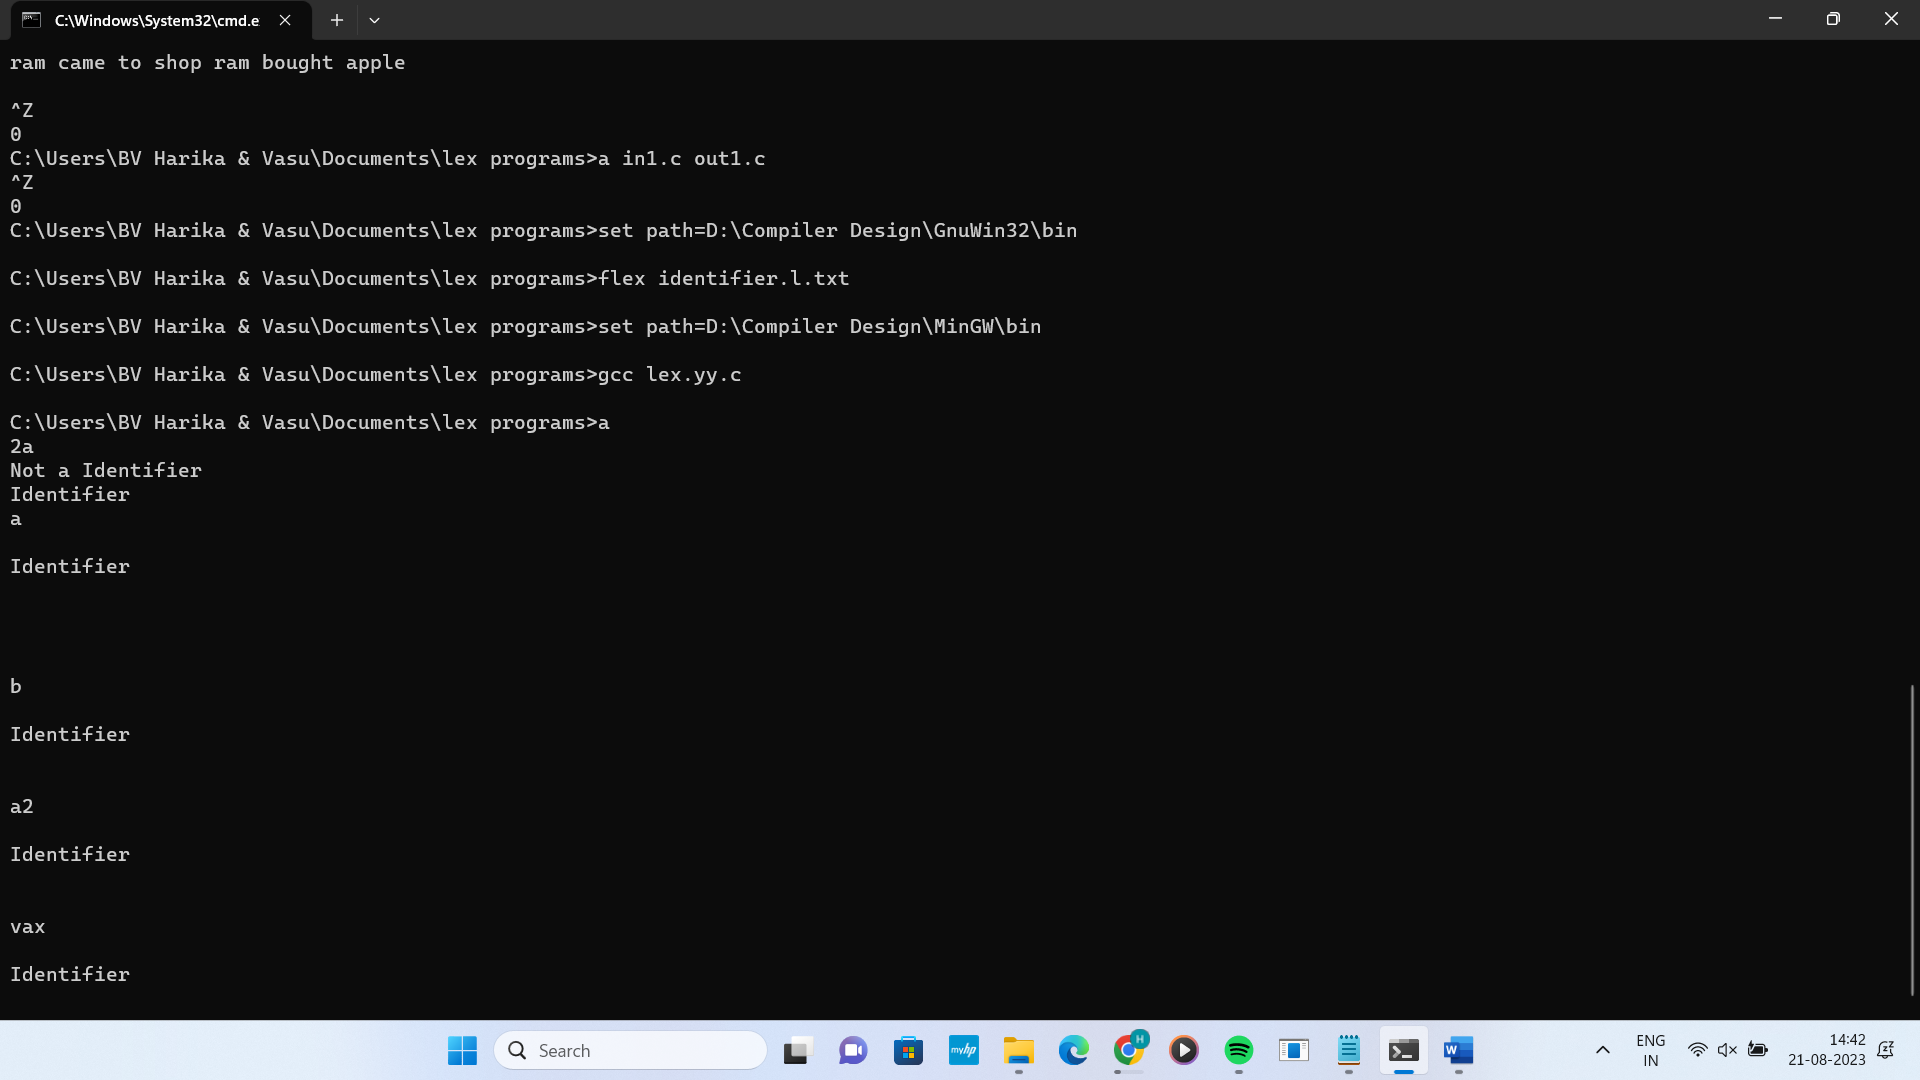 C:\Windows\System32\cmd.e
ram came to shop ram bought apple
^Z
0
C:\Users\BV Harika & Vasu\Documents\lex programs>a in1.c out1.c
^Z
0
C:\Users\BV Harika & Vasu\Documents\lex programs>set path=D:\Compiler Design\GnuWin32\bin
C:\Users\BV Harika & Vasu\Documents\lex programs>flex identifier.l.txt
C:\Users\BV Harika & Vasu\Documents\lex programs>set path=D:\Compiler Design\MinGW\bin
C:\Users\BV Harika & Vasu\Documents\lex programs>gcc lex.yy.c
C:\Users\BV Harika & Vasu\Documents\lex programs>a
2a
Not a Identifier
Identifier
a
Identifier
b
Identifier
a2
Identifier
vax
Identifier
Search
myhp
H
W
ENG
IN
14:42
21-08-2023